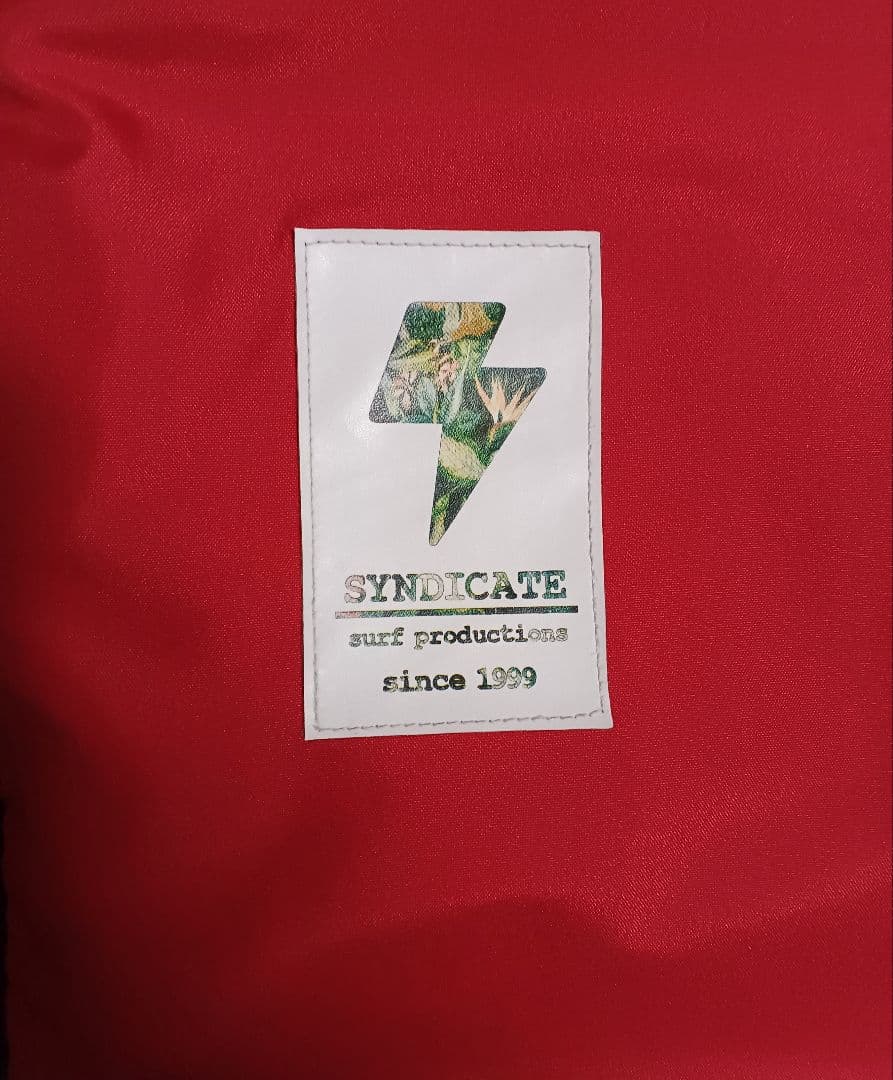 SYNDICATE
surf productions
since 1999